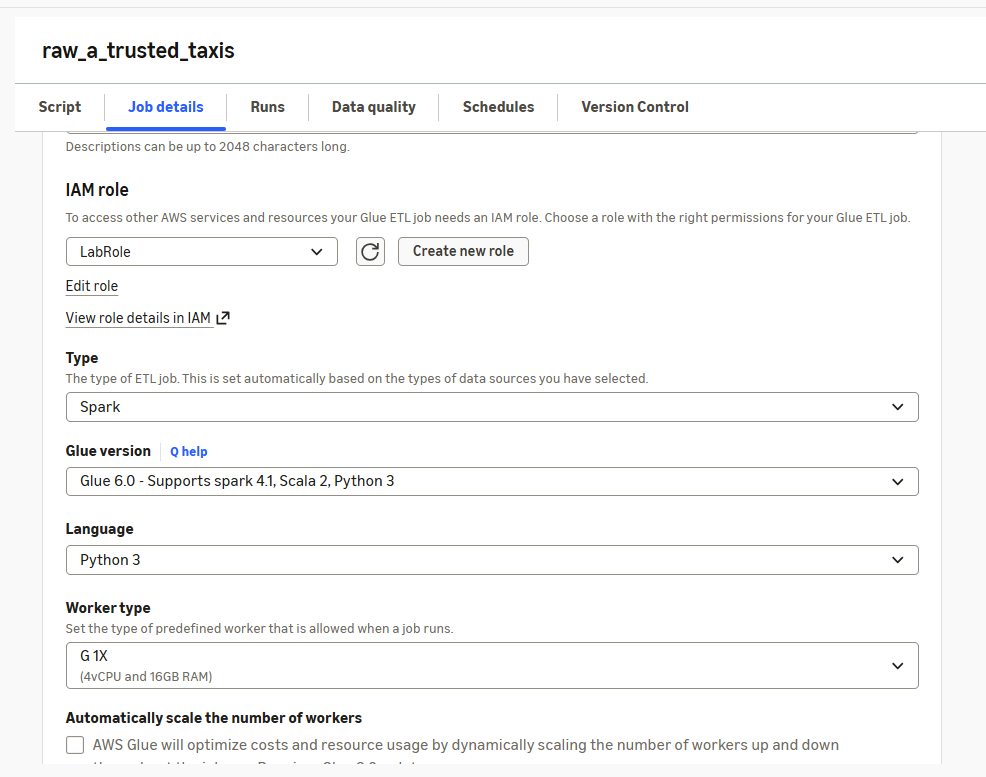 raw_a_trusted_taxis
Script Job details Runs Data quality Schedules Version Control
Descriptions can be up to 2048 characters long.
IAM role
To access other AWS services and resources your Glue ETL job needs an IAM role. Choose a role with the right permissions for your Glue ETL job.
LabRole Create new role
Edit role
View role details in IAM
Type
The type of ETL job. This is set automatically based on the types of data sources you have selected.
Spark
Glue version Q help
Glue 6.0 - Supports spark 4.1, Scala 2, Python 3
Language
Python 3
Worker type
Set the type of predefined worker that is allowed when a job runs.
G 1X
(4vCPU and 16GB RAM)
Automatically scale the number of workers
AWS Glue will optimize costs and resource usage by dynamically scaling the number of workers up and down